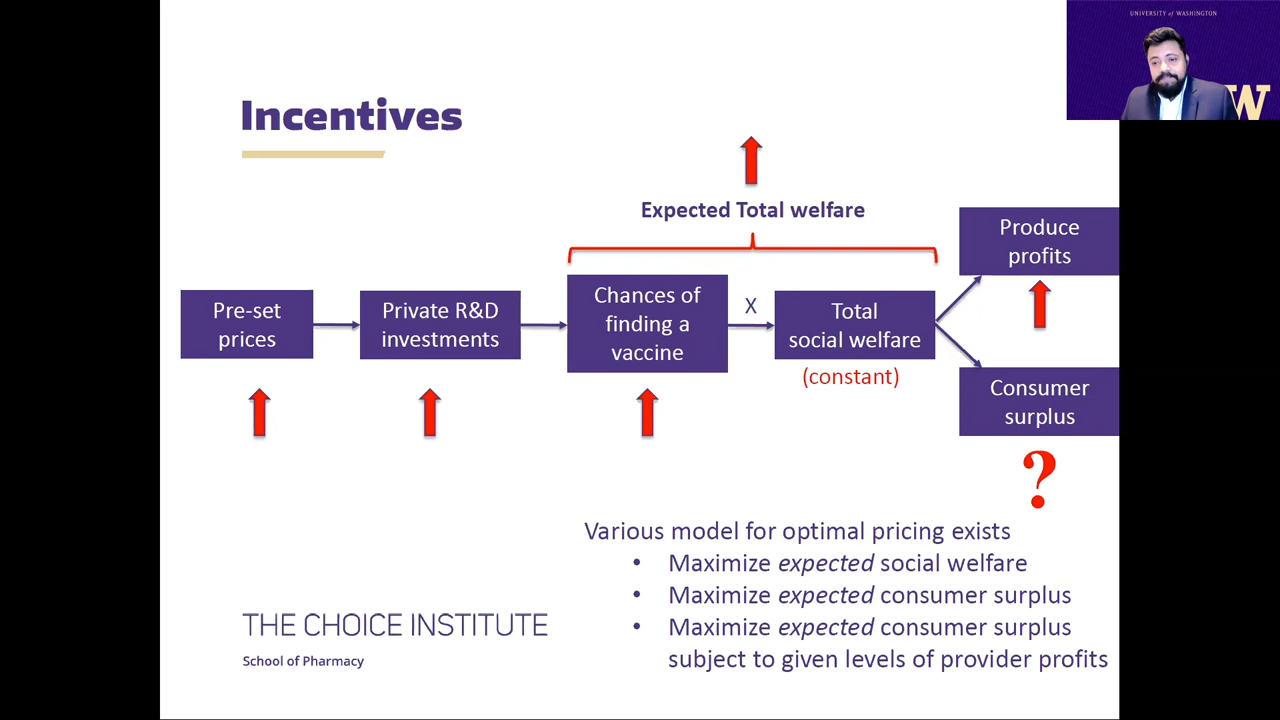 UNIVERSITY of WASHINGTON
W
Incentives
Expected Total welfare
Produce
profits
Pre-set
prices
Private R&D
investments
Chances of
finding a
vaccine
X
Total
social welfare
(constant)
Consumer
surplus
?
Various model for optimal pricing exists
• Maximize expected social welfare
• Maximize expected consumer surplus
• Maximize expected consumer surplus
subject to given levels of provider profits
THE CHOICE INSTITUTE
School of Pharmacy